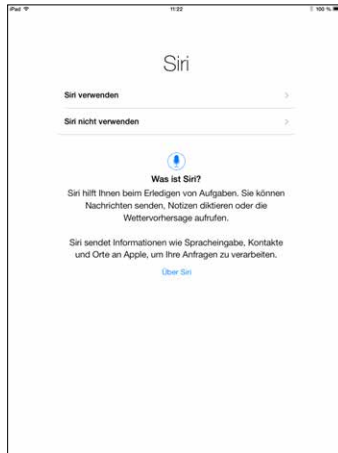 iPad 11:22 100 %
Siri
Siri verwenden
Siri nicht verwenden
Was ist Siri?
Siri hilft Ihnen beim Erledigen von Aufgaben. Sie können
Nachrichten senden, Notizen diktieren oder die
Wettervorhersage aufrufen.
Siri sendet Informationen wie Spracheingabe, Kontakte
und Orte an Apple, um Ihre Anfragen zu verarbeiten.
Über Siri